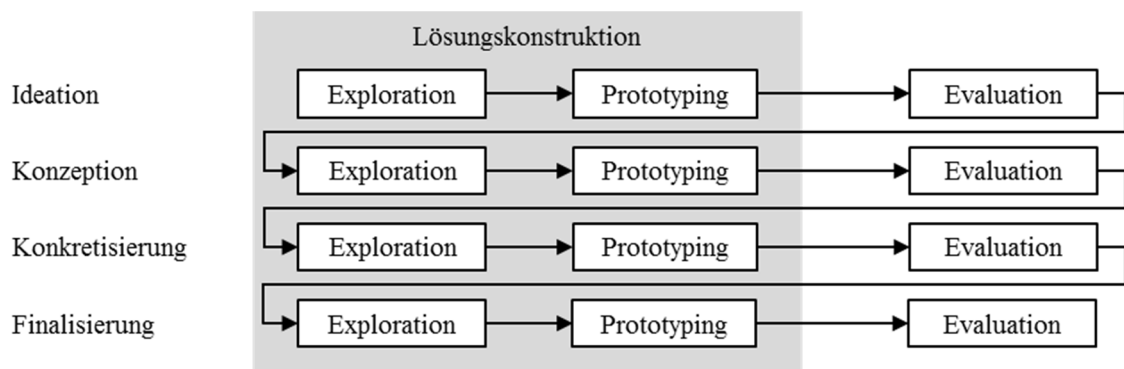 Lösungskonstruktion
Ideation Exploration Prototyping Evaluation
Konzeption Exploration Prototyping Evaluation
Konkretisierung Exploration Prototyping Evaluation
Finalisierung Exploration Prototyping Evaluation